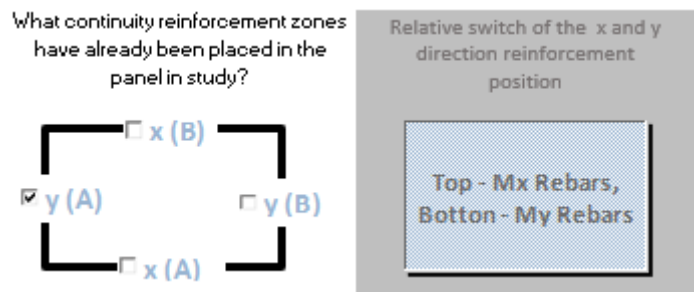 What continuity reinforcement zones
have already been placed in the
panel in study?
x (B)
y (A)
y (B)
x (A)
Relative switch of the x and y
direction reinforcement
position
Top - Mx Rebars,
Botton - My Rebars